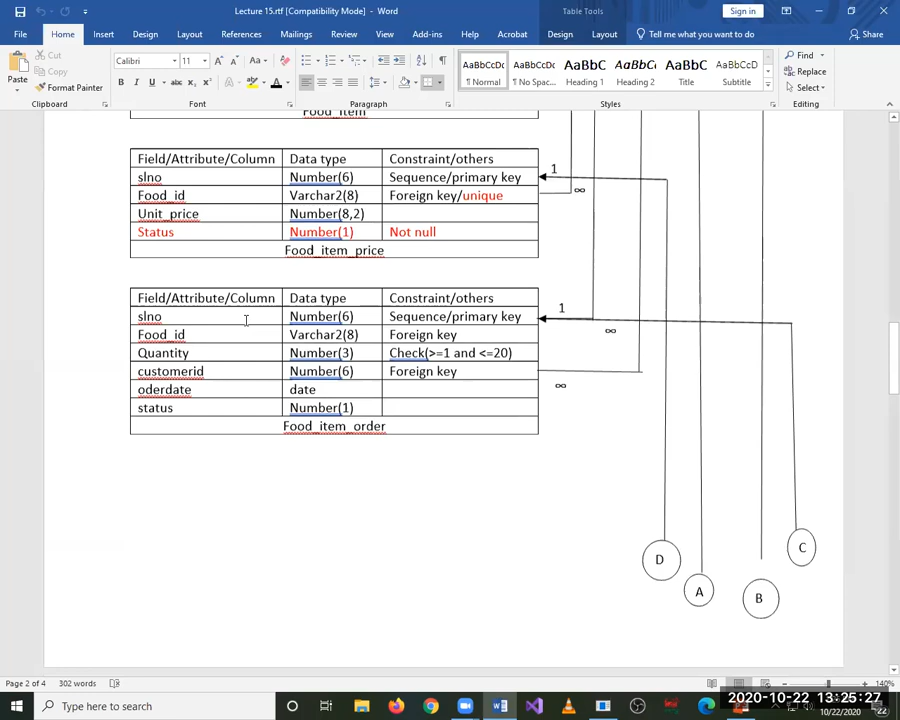 Lecture 15.rtf [Compatibility Mode] - Word
Table Tools
Sign in
File Home Insert Design Layout References Mailings Review View Add-ins Help Acrobat Design Layout Tell me what you want to do Share
Cut
Copy
Format Painter
Paste
Calibri 11
AaBbCcDc AaBbCcDc AaBbC AaBbCcD AaBb AaBbCcD
¶ Normal ¶ No Spac... Heading 1 Heading 2 Title Subtitle
Find
Replace
Select
Clipboard Font Paragraph Styles Editing
Food_item
Field/Attribute/Column Data type Constraint/others
slno Number(6) Sequence/primary key
Food_id Varchar2(8) Foreign key/unique
Unit_price Number(8,2)
Status Number(1) Not null
Food_item_price
1
∞
Field/Attribute/Column Data type Constraint/others
slno Number(6) Sequence/primary key
Food_id Varchar2(8) Foreign key
Quantity Number(3) Check(>=1 and <=20)
customerid Number(6) Foreign key
oderdate date
status Number(1)
Food_item_order
1
∞
∞
D
A
B
C
Page 2 of 4 302 words 140%
Type here to search
2020-10-22 13:25:27
10/22/2020